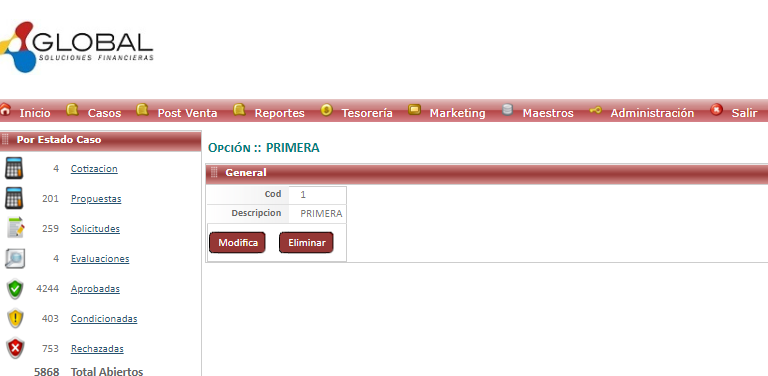 GLOBAL
SOLUCIONES FINANCIERAS
Inicio Casos Post Venta Reportes Tesorería Marketing Maestros Administración Salir
Por Estado Caso
4 Cotizacion
201 Propuestas
259 Solicitudes
4 Evaluaciones
4244 Aprobadas
403 Condicionadas
753 Rechazadas
5868 Total Abiertos
Opción :: PRIMERA
General
Cod 1
Descripcion PRIMERA
Modifica Eliminar